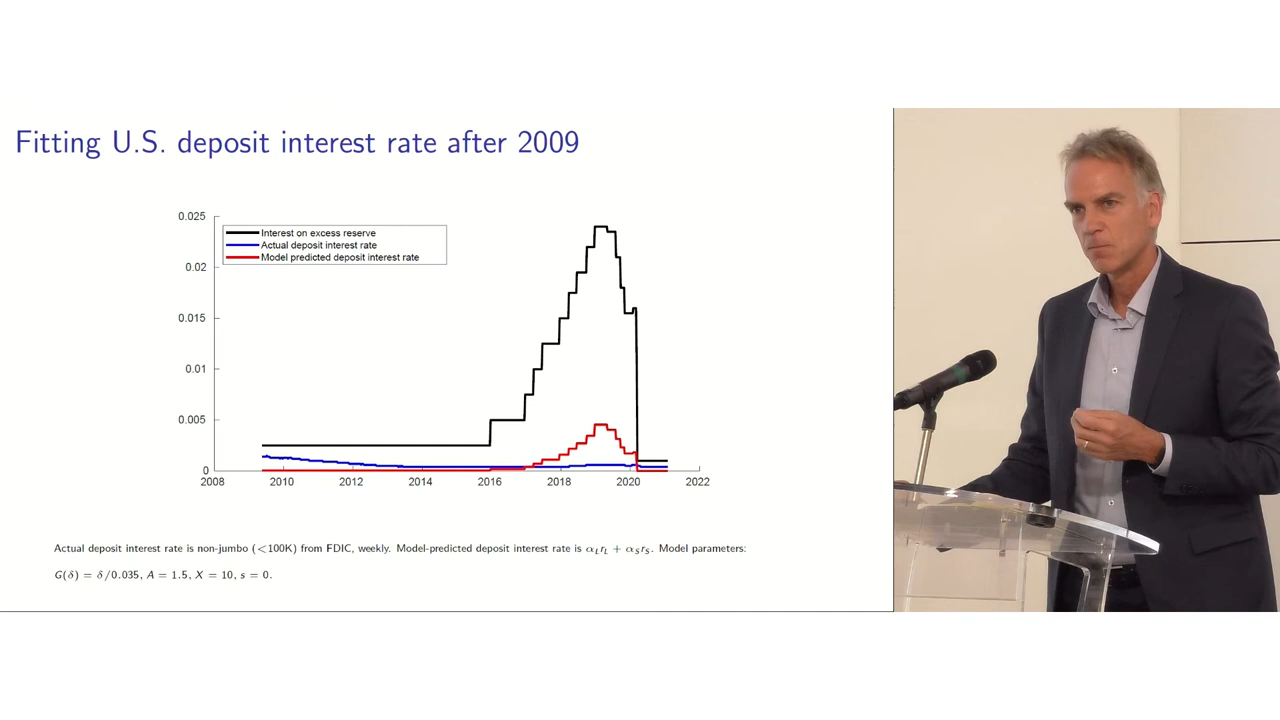 Fitting U.S. deposit interest rate after 2009
0.025
0.02
0.015
0.01
0.005
0
Interest on excess reserve
Actual deposit interest rate
Model predicted deposit interest rate
2008 2010 2012 2014 2016 2018 2020 2022
Actual deposit interest rate is non-jumbo (<100K) from FDIC, weekly. Model-predicted deposit interest rate is α_L r_L + α_S r_S. Model parameters:
G(δ) = δ/0.035, A = 1.5, X = 10, s = 0.